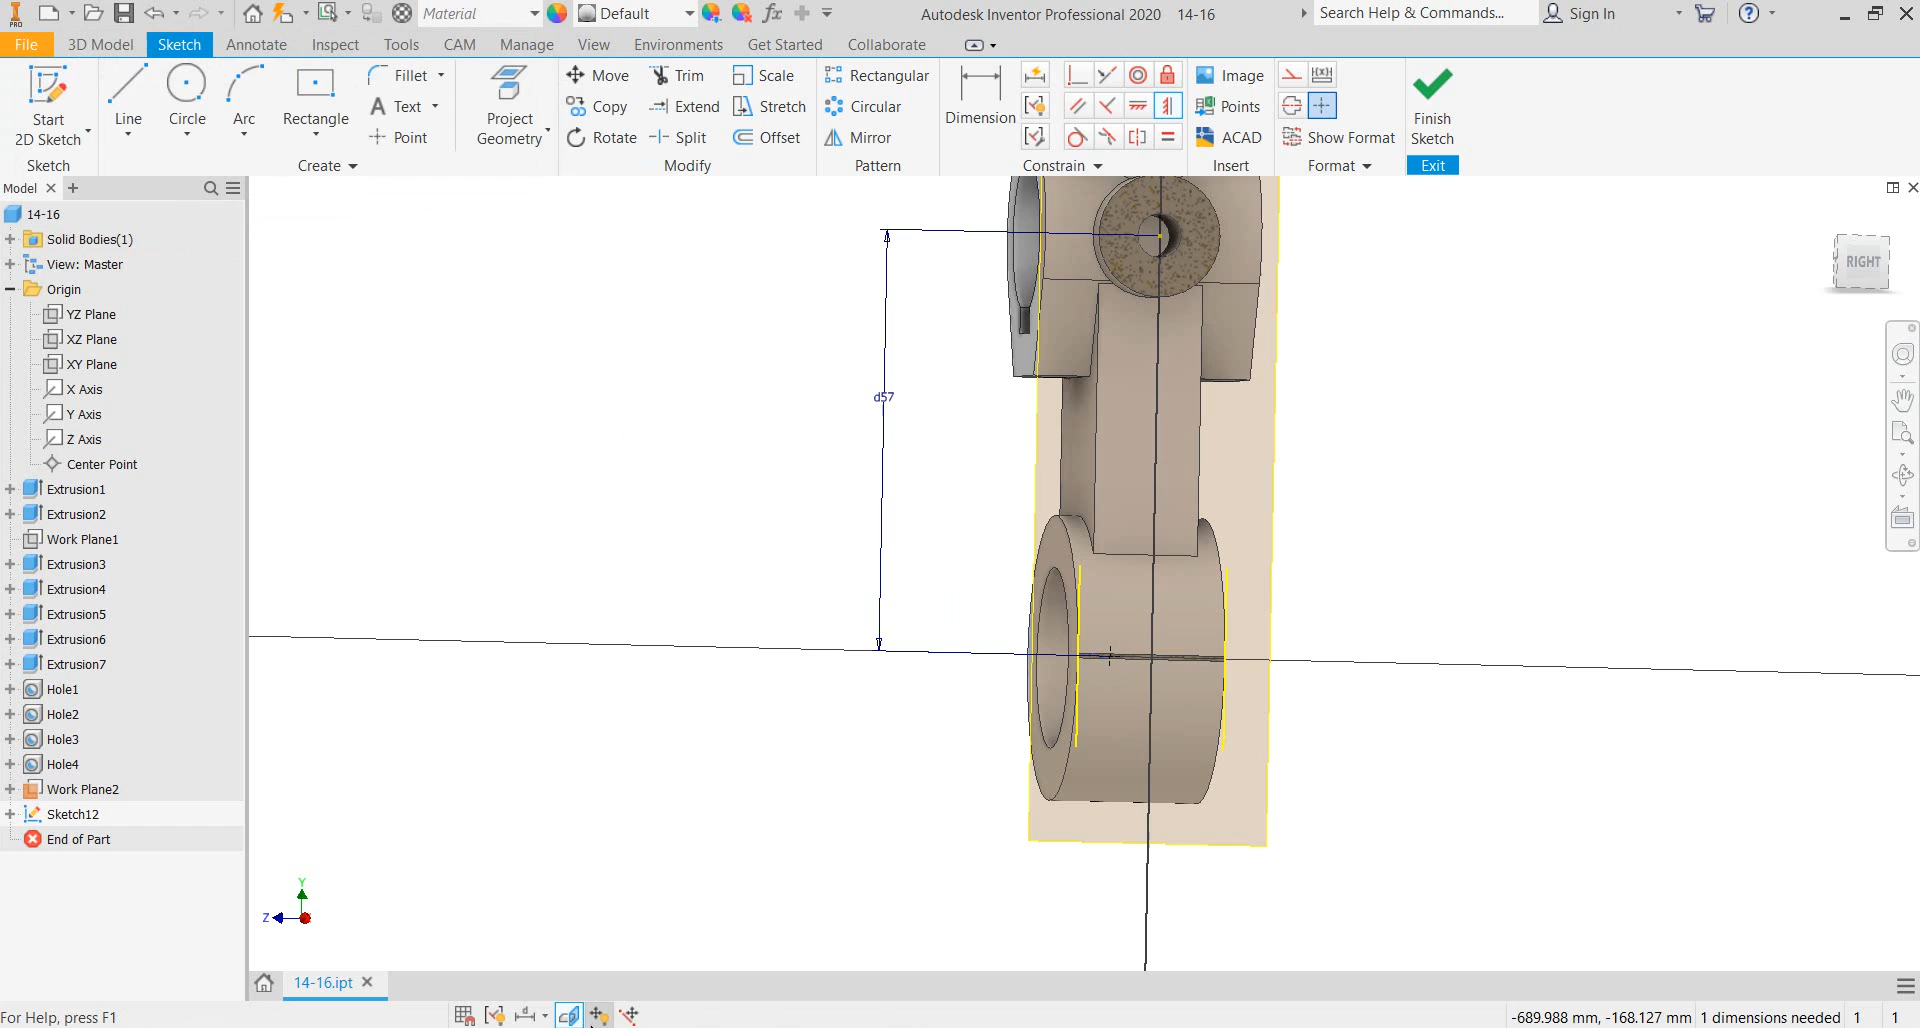 PRO
Material
Default
fx
Autodesk Inventor Professional 2020 14-16
Search Help & Commands...
Sign In
File 3D Model Sketch Annotate Inspect Tools CAM Manage View Environments Get Started Collaborate
Start
2D Sketch
Line
Circle
Arc
Rectangle
Fillet
Text
Point
Project
Geometry
Move
Copy
Rotate
Trim
Extend
Split
Scale
Stretch
Offset
Rectangular
Circular
Mirror
Dimension
Image
Points
ACAD
Show Format
Finish
Sketch
Sketch Create Modify Pattern Constrain Insert Format Exit
Model
14-16
Solid Bodies(1)
View: Master
Origin
YZ Plane
XZ Plane
XY Plane
X Axis
Y Axis
Z Axis
Center Point
Extrusion1
Extrusion2
Work Plane1
Extrusion3
Extrusion4
Extrusion5
Extrusion6
Extrusion7
Hole1
Hole2
Hole3
Hole4
Work Plane2
Sketch12
End of Part
d57
RIGHT
Y
Z
14-16.ipt
For Help, press F1
-689.988 mm, -168.127 mm 1 dimensions needed 1 1